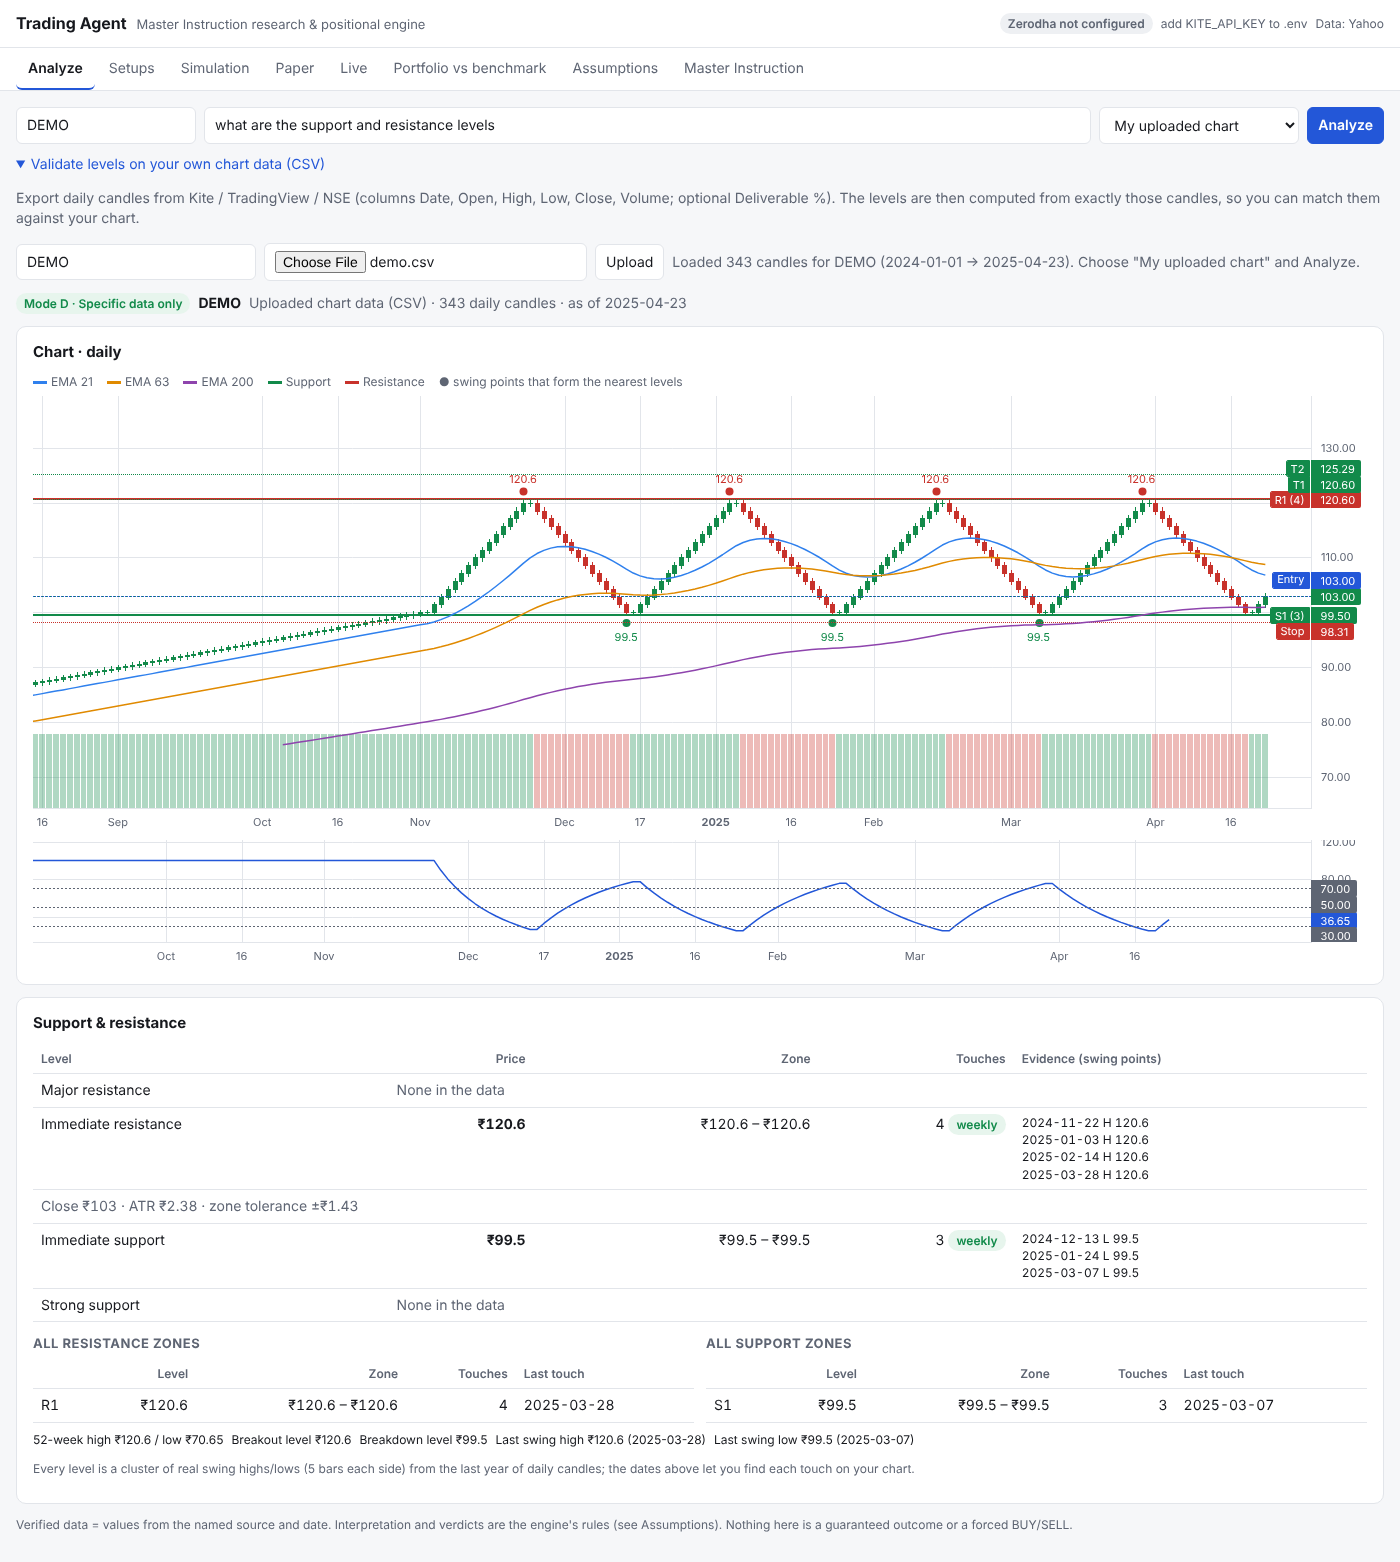 Trading Agent Master Instruction research & positional engine Zerodha not configured add KITE_API_KEY to .env Data: Yahoo
Analyze Setups Simulation Paper Live Portfolio vs benchmark Assumptions Master Instruction
DEMO what are the support and resistance levels My uploaded chart Analyze
▼ Validate levels on your own chart data (CSV)
Export daily candles from Kite / TradingView / NSE (columns Date, Open, High, Low, Close, Volume; optional Deliverable %). The levels are then computed from exactly those candles, so you can match them
against your chart.
DEMO Choose File demo.csv Upload Loaded 343 candles for DEMO (2024-01-01 → 2025-04-23). Choose "My uploaded chart" and Analyze.
Mode D · Specific data only DEMO Uploaded chart data (CSV) · 343 daily candles · as of 2025-04-23
Chart · daily
EMA 21 EMA 63 EMA 200 Support Resistance swing points that form the nearest levels
130.00
T2 125.29
120.6 120.6 120.6 120.6 T1 120.60
R1 (4) 120.60
110.00
Entry 103.00
103.00
S1 (3) 99.50
99.5 99.5 99.5 Stop 98.31
90.00
80.00
70.00
16 Sep Oct 16 Nov Dec 17 2025 16 Feb Mar Apr 16
120.00
80.00
70.00
50.00
36.65
30.00
Oct 16 Nov Dec 17 2025 16 Feb Mar Apr 16
Support & resistance
Level Price Zone Touches Evidence (swing points)
Major resistance None in the data
Immediate resistance ₹120.6 ₹120.6 – ₹120.6 4 weekly 2024-11-22 H 120.6
2025-01-03 H 120.6
2025-02-14 H 120.6
2025-03-28 H 120.6
Close ₹103 · ATR ₹2.38 · zone tolerance ±₹1.43
Immediate support ₹99.5 ₹99.5 – ₹99.5 3 weekly 2024-12-13 L 99.5
2025-01-24 L 99.5
2025-03-07 L 99.5
Strong support None in the data
ALL RESISTANCE ZONES ALL SUPPORT ZONES
Level Zone Touches Last touch Level Zone Touches Last touch
R1 ₹120.6 ₹120.6 – ₹120.6 4 2025-03-28 S1 ₹99.5 ₹99.5 – ₹99.5 3 2025-03-07
52-week high ₹120.6 / low ₹70.65 Breakout level ₹120.6 Breakdown level ₹99.5 Last swing high ₹120.6 (2025-03-28) Last swing low ₹99.5 (2025-03-07)
Every level is a cluster of real swing highs/lows (5 bars each side) from the last year of daily candles; the dates above let you find each touch on your chart.
Verified data = values from the named source and date. Interpretation and verdicts are the engine's rules (see Assumptions). Nothing here is a guaranteed outcome or a forced BUY/SELL.